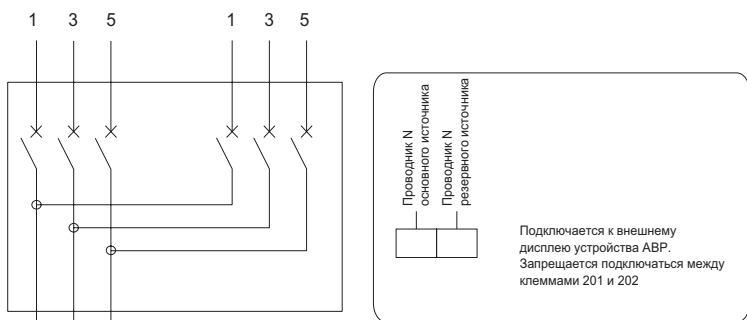 1 3 5 1 3 5
Проводник N
основного источника
Проводник N
резервного источника
Подключается к внешнему
дисплею устройства АВР.
Запрещается подключаться между
клеммами 201 и 202